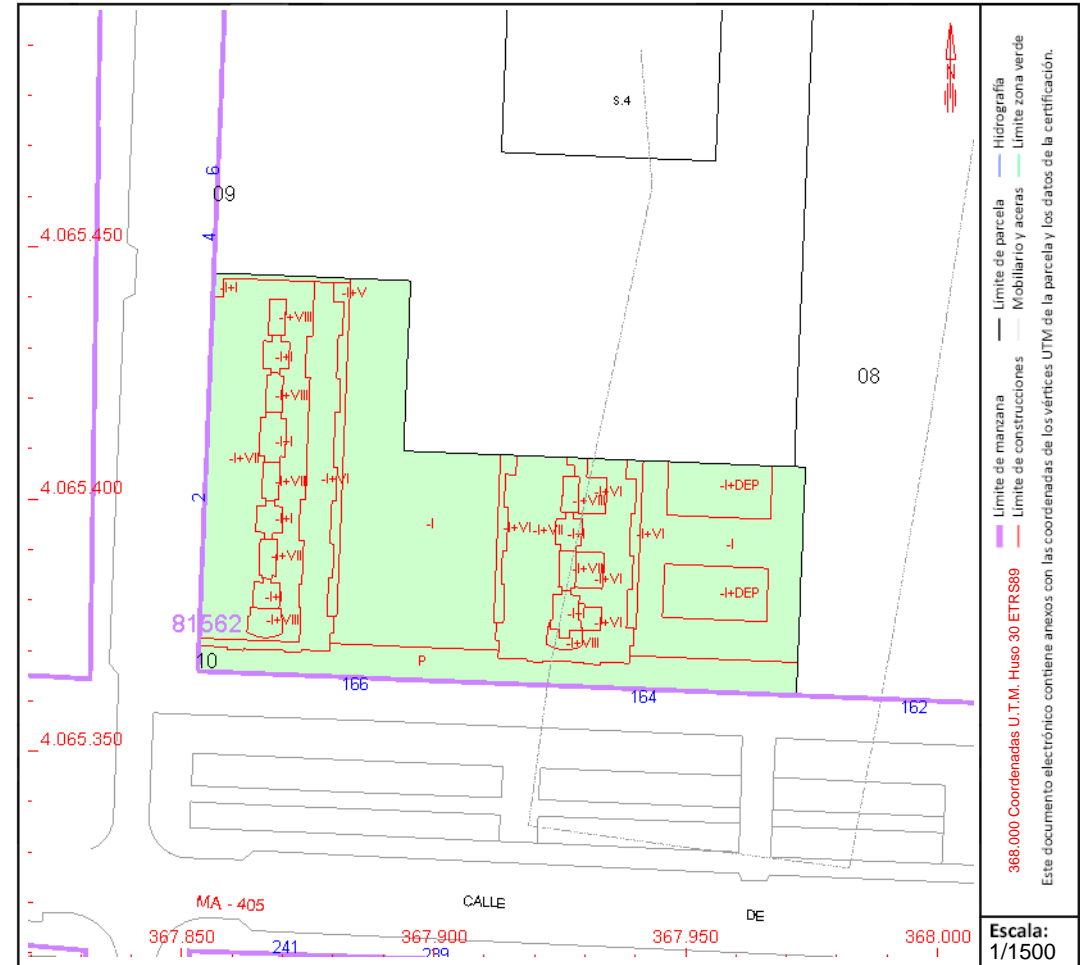 S.4
6
09
4
4.065.450
-I+I
-I+V
-I+VIII
-I+I
08
-I+VIII
-I+I
-I+VII
-I+VII
-I+VI
-I+DEP
-I+VI
-I+VIII
4.065.400
2
-I
-I+I
-I+VI
-I+VII
-I+I
-I+VI
-I
-I+VIII
-I+VII
-I+VI
-I+I
-I+DEP
-I+VIII
-I+I
-I+VI
-I+VIII
81562
10
P
166
164
162
4.065.350
MA - 405
CALLE
DE
367.850
367.900
367.950
368.000
241
289
N
Límite de manzana
Límite de parcela
Hidrografía
368.000 Coordenadas U.T.M. Huso 30 ETRS89
Límite de construcciones
Mobiliario y aceras
Límite zona verde
Este documento electrónico contiene anexos con las coordenadas de los vértices UTM de la parcela y los datos de la certificación.
Escala:
1/1500